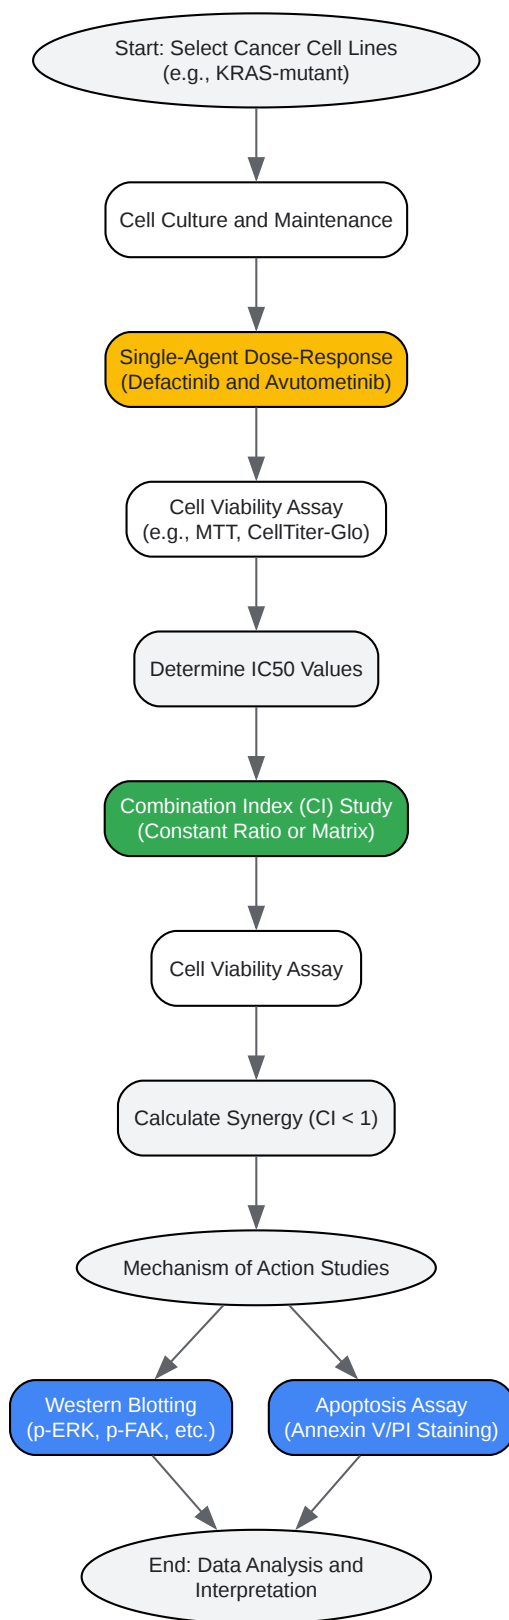 Start: Select Cancer Cell Lines
(e.g., KRAS-mutant)
Cell Culture and Maintenance
Single-Agent Dose-Response
(Defactinib and Avutometinib)
Cell Viability Assay
(e.g., MTT, CellTiter-Glo)
Determine IC50 Values
Combination Index (CI) Study
(Constant Ratio or Matrix)
Cell Viability Assay
Calculate Synergy (CI < 1)
Mechanism of Action Studies
Western Blotting
(p-ERK, p-FAK, etc.)
Apoptosis Assay
(Annexin V/PI Staining)
End: Data Analysis and
Interpretation